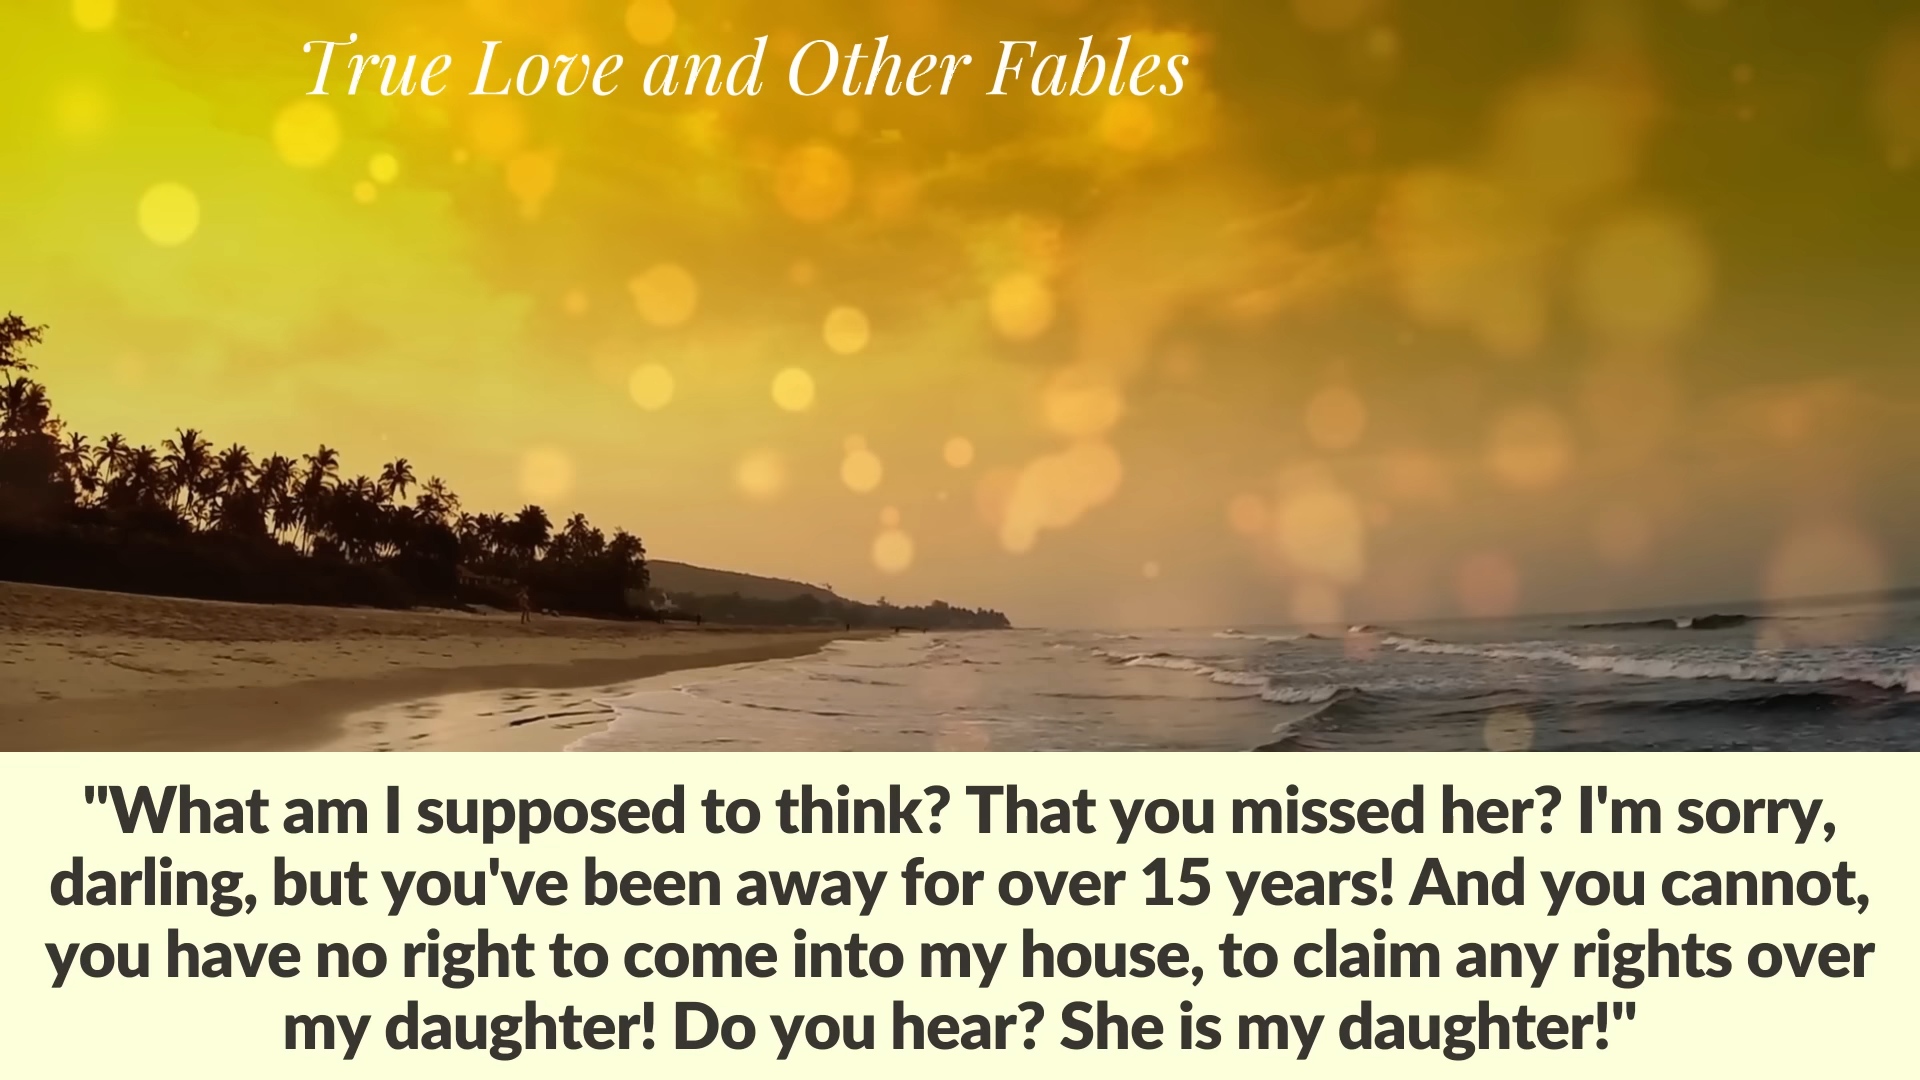 True Love and Other Fables
"What am I supposed to think? That you missed her? I'm sorry,
darling, but you've been away for over 15 years! And you cannot,
you have no right to come into my house, to claim any rights over
my daughter! Do you hear? She is my daughter!"